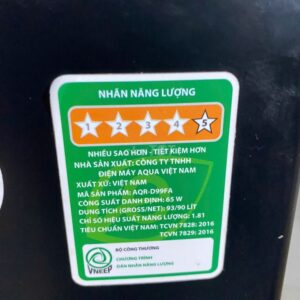 NHÃN NĂNG LƯỢNG
1 2 3 4 5
NHIỀU SAO HƠN - TIẾT KIỆM HƠN
NHÀ SẢN XUẤT: CÔNG TY TNHH
ĐIỆN MÁY AQUA VIỆT NAM
XUẤT XỨ: VIỆT NAM
MÃ SẢN PHẨM: AQR-D99FA
CÔNG SUẤT DANH ĐỊNH: 65 W
DUNG TÍCH (GROSS/NET): 93/90 LÍT
CHỈ SỐ HIỆU SUẤT NĂNG LƯỢNG: 1.81
TIÊU CHUẨN VIỆT NAM: TCVN 7828: 2016
TCVN 7829: 2016
BỘ CÔNG THƯƠNG
CHƯƠNG TRÌNH
DÁN NHÃN NĂNG LƯỢNG
VNEEP